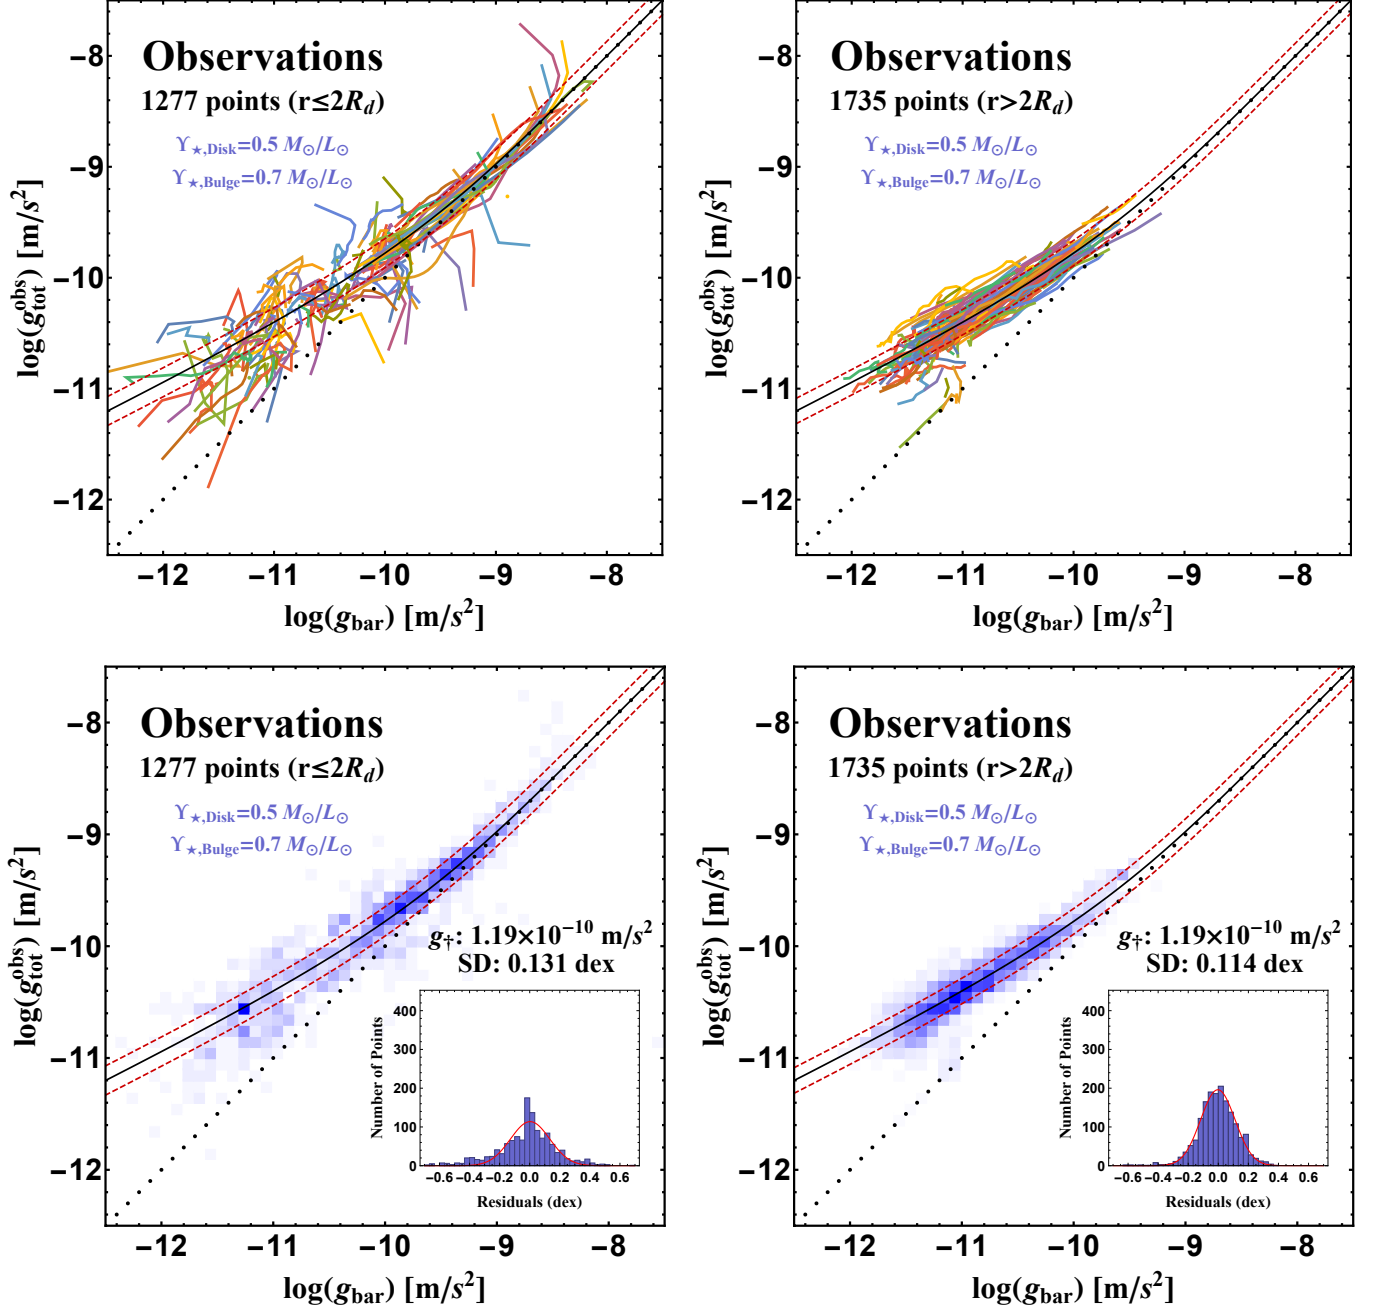 Observations
1277 points (r≤2R_d)
ϒ⋆,Disk=0.5 M⊙/L⊙
ϒ⋆,Bulge=0.7 M⊙/L⊙
log(g_tot^obs) [m/s²]
−8
−9
−10
−11
−12
−12 −11 −10 −9 −8
log(g_bar) [m/s²]
Observations
1735 points (r>2R_d)
ϒ⋆,Disk=0.5 M⊙/L⊙
ϒ⋆,Bulge=0.7 M⊙/L⊙
log(g_tot^obs) [m/s²]
−8
−9
−10
−11
−12
−12 −11 −10 −9 −8
log(g_bar) [m/s²]
Observations
1277 points (r≤2R_d)
ϒ⋆,Disk=0.5 M⊙/L⊙
ϒ⋆,Bulge=0.7 M⊙/L⊙
g†: 1.19×10⁻¹⁰ m/s²
SD: 0.131 dex
log(g_tot^obs) [m/s²]
−8
−9
−10
−11
−12
Number of Points
400
300
200
100
0
−0.6 −0.4 −0.2 0.0 0.2 0.4 0.6
Residuals (dex)
−12 −11 −10 −9 −8
log(g_bar) [m/s²]
Observations
1735 points (r>2R_d)
ϒ⋆,Disk=0.5 M⊙/L⊙
ϒ⋆,Bulge=0.7 M⊙/L⊙
g†: 1.19×10⁻¹⁰ m/s²
SD: 0.114 dex
log(g_tot^obs) [m/s²]
−8
−9
−10
−11
−12
Number of Points
400
300
200
100
0
−0.6 −0.4 −0.2 0.0 0.2 0.4 0.6
Residuals (dex)
−12 −11 −10 −9 −8
log(g_bar) [m/s²]